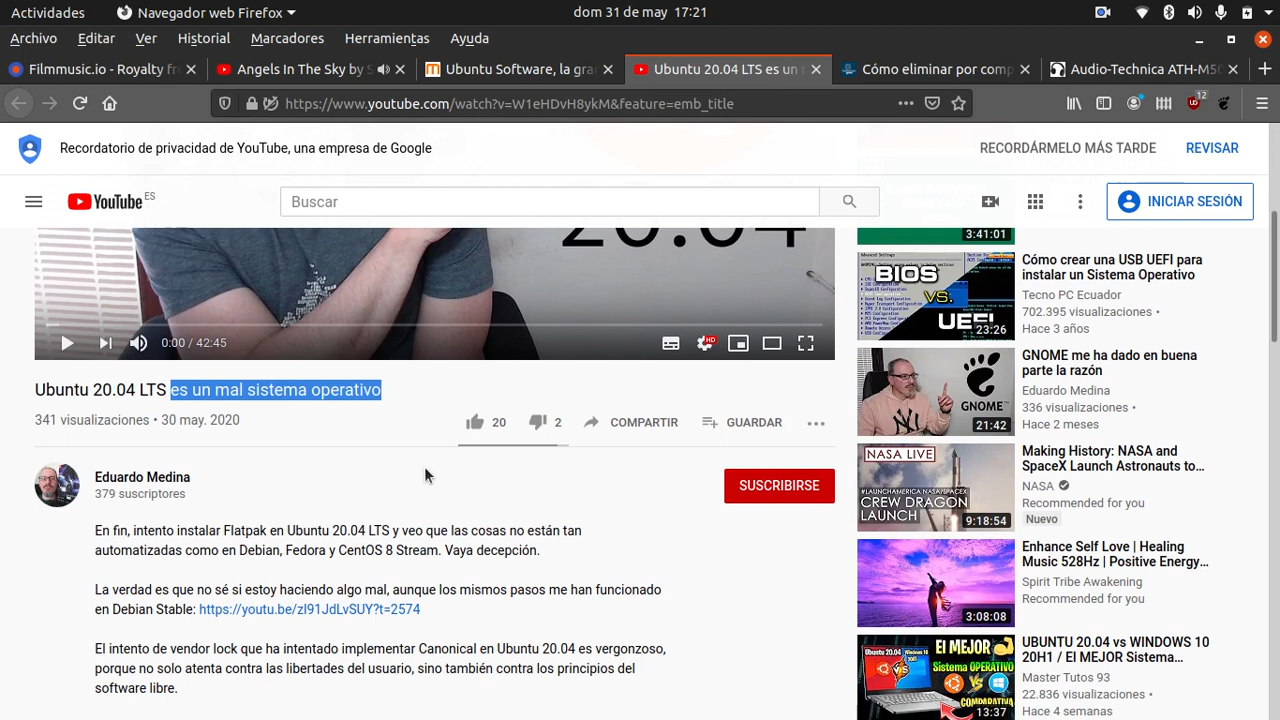 Actividades
Navegador web Firefox
dom 31 de may 17:21
Archivo Editar Ver Historial Marcadores Herramientas Ayuda
Filmmusic.io - Royalty fr
Angels In The Sky by S
Ubuntu Software, la gra
Ubuntu 20.04 LTS es un m
Cómo eliminar por comp
Audio-Technica ATH-M50
https://www.youtube.com/watch?v=W1eHDvH8ykM&feature=emb_title
12
Recordatorio de privacidad de YouTube, una empresa de Google
RECORDÁRMELO MÁS TARDE
REVISAR
YouTube ES
Buscar
INICIAR SESIÓN
20.04
0:00 / 42:45
HD
Ubuntu 20.04 LTS es un mal sistema operativo
341 visualizaciones • 30 may. 2020
20
2
COMPARTIR
GUARDAR
Eduardo Medina
379 suscriptores
SUSCRIBIRSE
En fin, intento instalar Flatpak en Ubuntu 20.04 LTS y veo que las cosas no están tan
automatizadas como en Debian, Fedora y CentOS 8 Stream. Vaya decepción.
La verdad es que no sé si estoy haciendo algo mal, aunque los mismos pasos me han funcionado
en Debian Stable: https://youtu.be/zI91JdLvSUY?t=2574
El intento de vendor lock que ha intentado implementar Canonical en Ubuntu 20.04 es vergonzoso,
porque no solo atenta contra las libertades del usuario, sino también contra los principios del
software libre.
3:41:01
BIOS
VS.
UEFI
23:26
Cómo crear una USB UEFI para
instalar un Sistema Operativo
Tecno PC Ecuador
702.395 visualizaciones •
Hace 3 años
GNOME
21:42
GNOME me ha dado en buena
parte la razón
Eduardo Medina
336 visualizaciones •
Hace 2 meses
NASA LIVE
#LAUNCHAMERICA NASA/SPACEX
CREW DRAGON
LAUNCH
9:18:54
Making History: NASA and
SpaceX Launch Astronauts to...
NASA
Recommended for you
Nuevo
3:08:08
Enhance Self Love | Healing
Music 528Hz | Positive Energy...
Spirit Tribe Awakening
Recommended for you
EL MEJOR
Sistema OPERATIVO
VS
COMPARATIVA
13:37
UBUNTU 20.04 vs WINDOWS 10
20H1 / El MEJOR Sistema...
Master Tutos 93
22.836 visualizaciones •
Hace 4 semanas